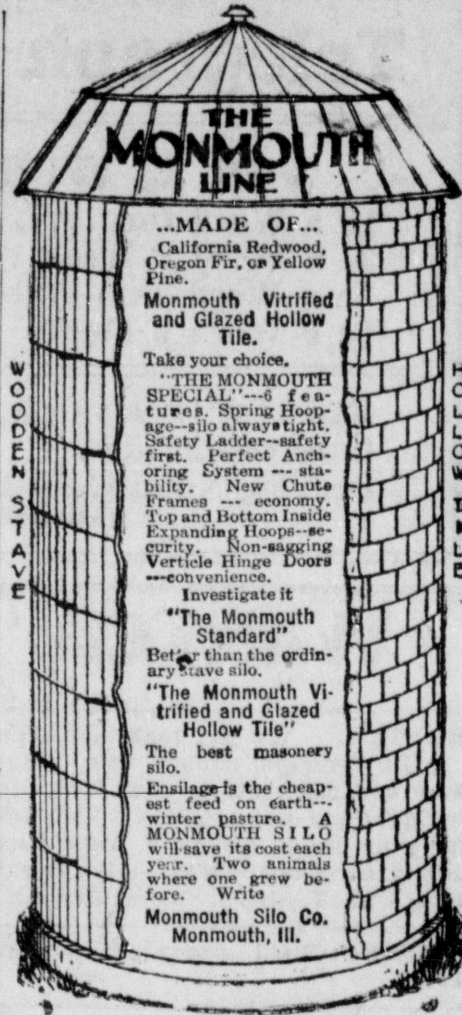 THE
MONMOUTH
LINE
...MADE OF...
California Redwood,
Oregon Fir, or Yellow
Pine.
Monmouth Vitrified
and Glazed Hollow
Tile.
Take your choice.
"THE MONMOUTH
SPECIAL"---6 fea-
tures. Spring Hoop-
age--silo always tight.
Safety Ladder--safety
first. Perfect Anch-
oring System --- sta-
bility. New Chute
Frames --- economy.
Top and Bottom Inside
Expanding Hoops--se-
curity. Non-sagging
Verticle Hinge Doors
---convenience.
Investigate it
"The Monmouth
Standard"
Better than the ordin-
ary stave silo.
"The Monmouth Vi-
trified and Glazed
Hollow Tile"
The best masonery
silo.
Ensilage is the cheap-
est feed on earth---
winter pasture. A
MONMOUTH SILO
will save its cost each
year. Two animals
where one grew be-
fore. Write
Monmouth Silo Co.
Monmouth, Ill.
WOODEN STAVE
HOLLOW TILE